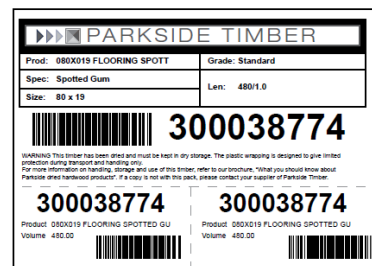 PARKSIDE TIMBER
Prod: 080X019 FLOORING SPOTT Grade: Standard
Spec: Spotted Gum
Len: 480/1.0
Size: 80 x 19
300038774
WARNING This timber has been dried and must be kept in dry storage. The plastic wrapping is designed to give limited
protection during transport and handling only.
For more information on handling, storage and use of this timber, refer to our brochure, "What you should know about
Parkside dried hardwood products". If a copy is not with this pack, please contact your supplier of Parkside Timber.
300038774 300038774
Product 080X019 FLOORING SPOTTED GU Product 080X019 FLOORING SPOTTED GU
Volume 480.00 Volume 480.00